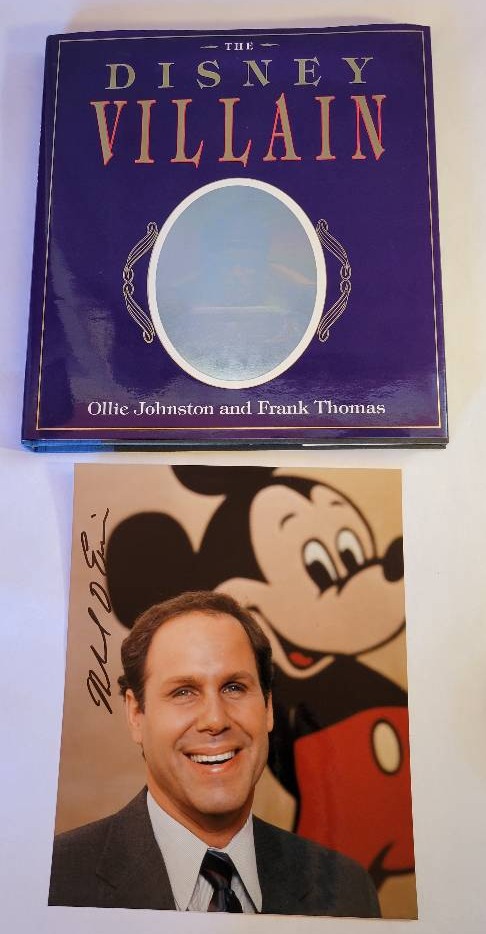 THE
DISNEY
VILLAIN
Ollie Johnston and Frank Thomas